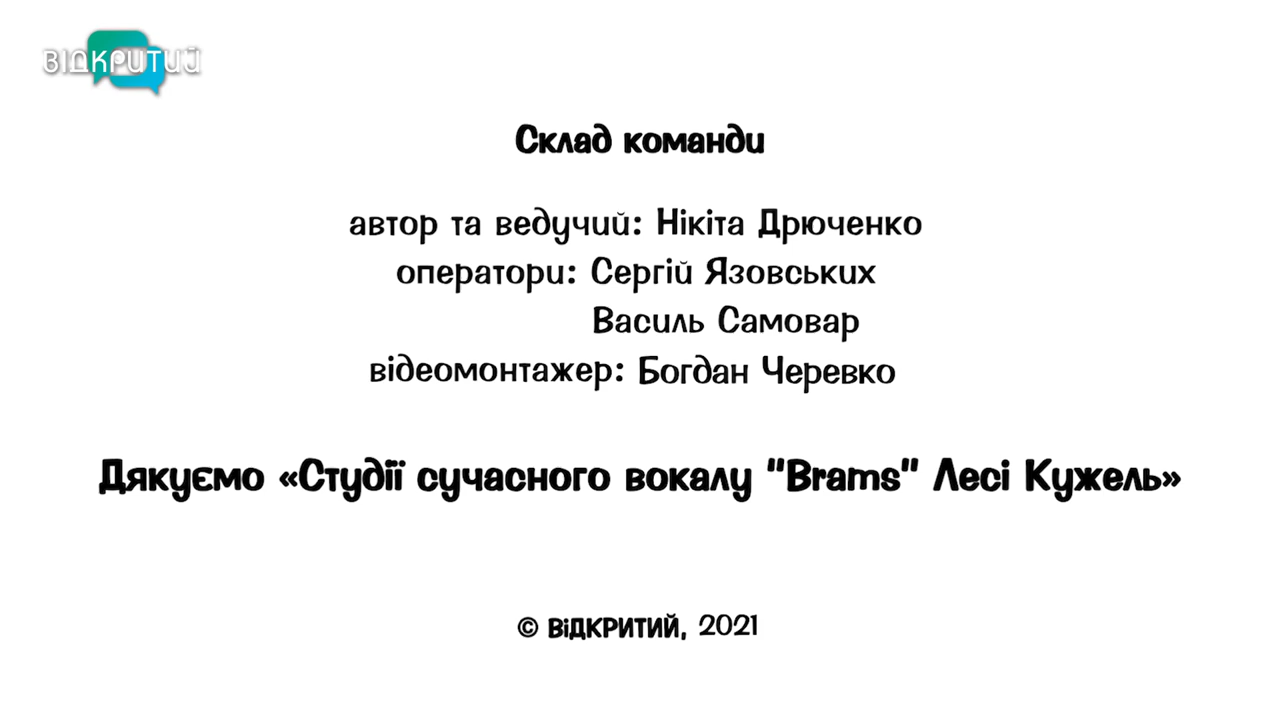 ВІДКРИТИЙ
Склад команди
автор та ведучий: Нікіта Дрюченко
оператори: Сергій Язовських
Василь Самовар
відеомонтажер: Богдан Черевко
Дякуємо «Студії сучасного вокалу "Brams" Лесі Кужель»
© ВіДКРИТИЙ, 2021